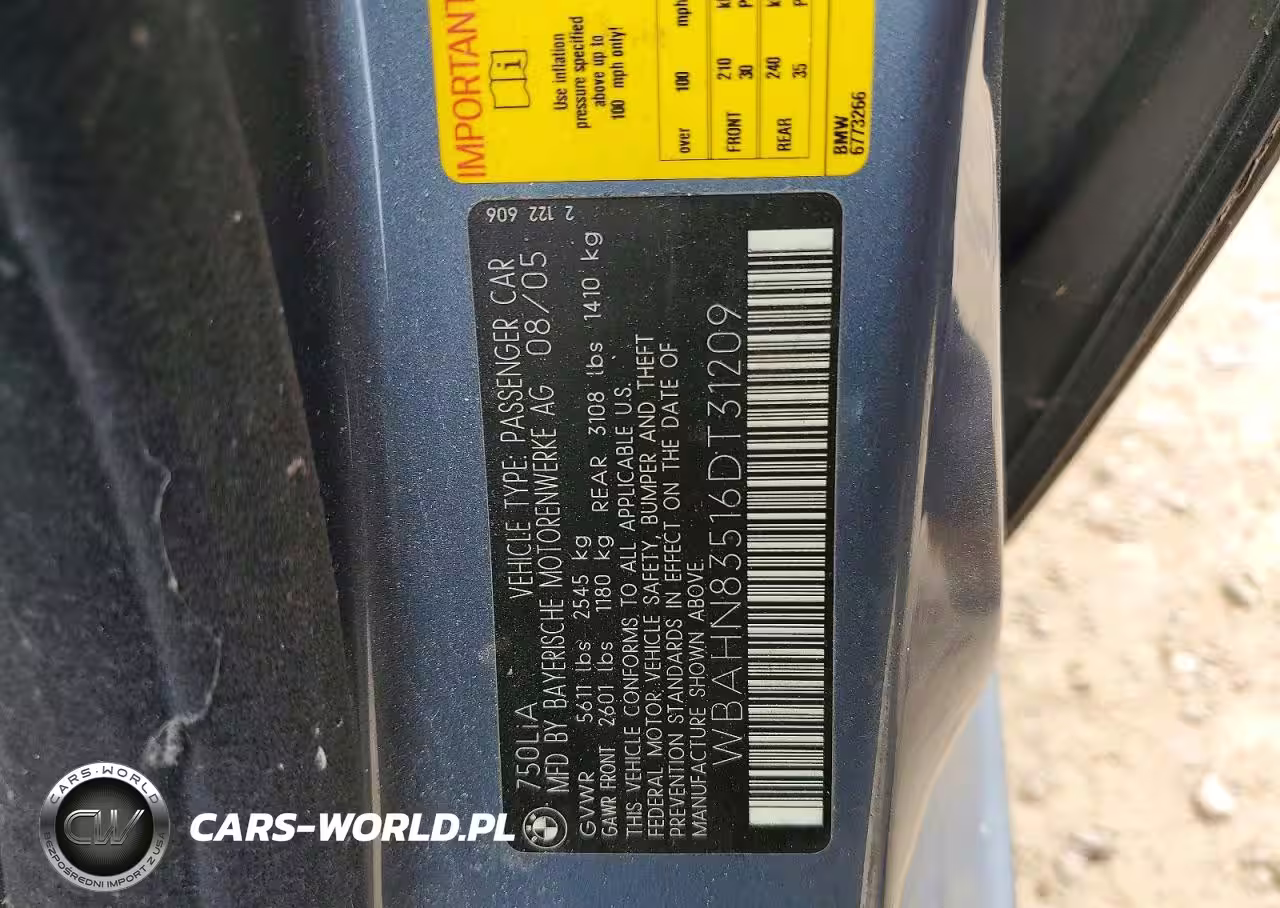 IMPORTANT
i
Use inflation
pressure specified
above up to
100 mph only!
over 100 mph
FRONT 210
30
REAR 240
35
BMW
6773266
2 122 606
750LiA VEHICLE TYPE: PASSENGER CAR
MFD BY BAYERISCHE MOTORENWERKE AG 08/05
GVWR 5611 lbs 2545 kg
GAWR FRONT 2601 lbs 1180 kg REAR 3108 lbs 1410 kg
THIS VEHICLE CONFORMS TO ALL APPLICABLE U.S.
FEDERAL MOTOR VEHICLE SAFETY, BUMPER AND THEFT
PREVENTION STANDARDS IN EFFECT ON THE DATE OF
MANUFACTURE SHOWN ABOVE.
WBAHN83516DT31209
CARS-WORLD
CW
BEZPOŚREDNI IMPORT Z USA
CARS-WORLD.PL